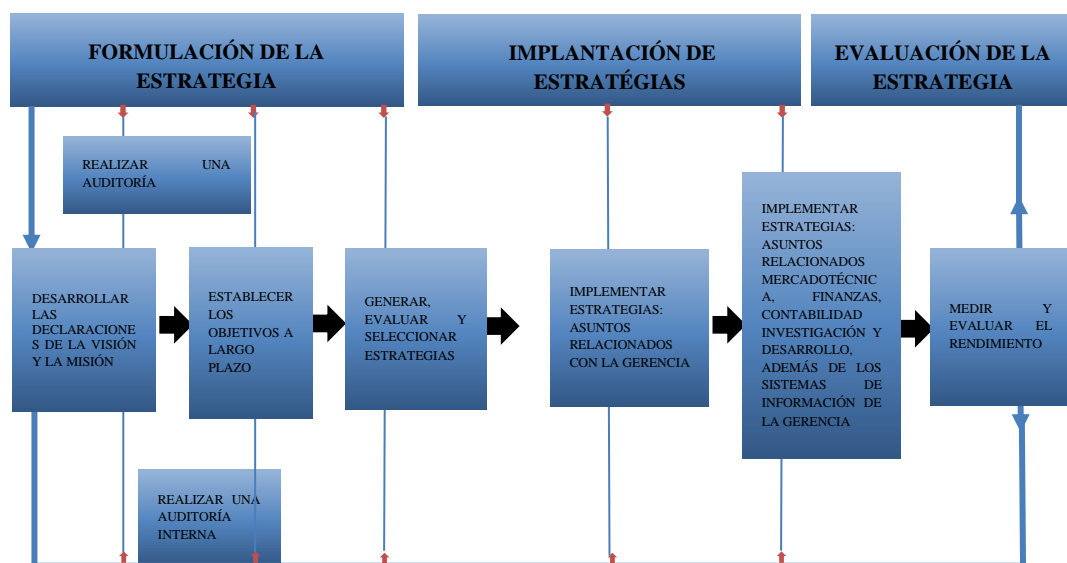 FORMULACIÓN DE LA
ESTRATEGIA
IMPLANTACIÓN DE
ESTRATÉGIAS
EVALUACIÓN DE LA
ESTRATEGIA
REALIZAR UNA
AUDITORÍA
DESARROLLAR
LAS
DECLARACIONE
S DE LA VISIÓN
Y LA MISIÓN
ESTABLECER
LOS
OBJETIVOS A
LARGO
PLAZO
GENERAR,
EVALUAR Y
SELECCIONAR
ESTRATEGIAS
IMPLEMENTAR
ESTRATEGIAS:
ASUNTOS
RELACIONADOS
CON LA GERENCIA
IMPLEMENTAR
ESTRATEGIAS:
ASUNTOS
RELACIONADOS
MERCADOTÉCNIC
A, FINANZAS,
CONTABILIDAD
INVESTIGACIÓN Y
DESARROLLO,
ADEMÁS DE LOS
SISTEMAS DE
INFORMACIÓN DE
LA GERENCIA
MEDIR Y
EVALUAR EL
RENDIMIENTO
REALIZAR UNA
AUDITORÍA
INTERNA